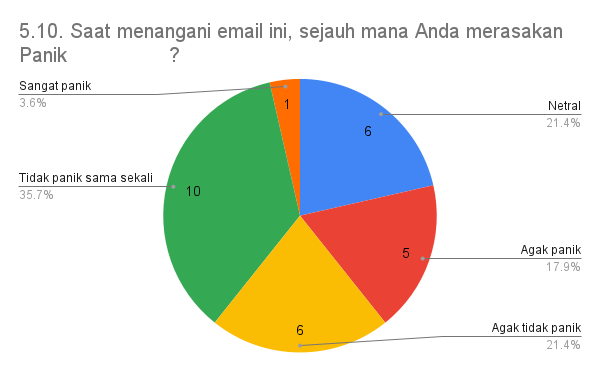 5.10. Saat menangani email ini, sejauh mana Anda merasakan
Panik ?
Sangat panik
3.6%
1
Netral
21.4%
6
Tidak panik sama sekali
35.7%
10
Agak panik
17.9%
5
Agak tidak panik
21.4%
6